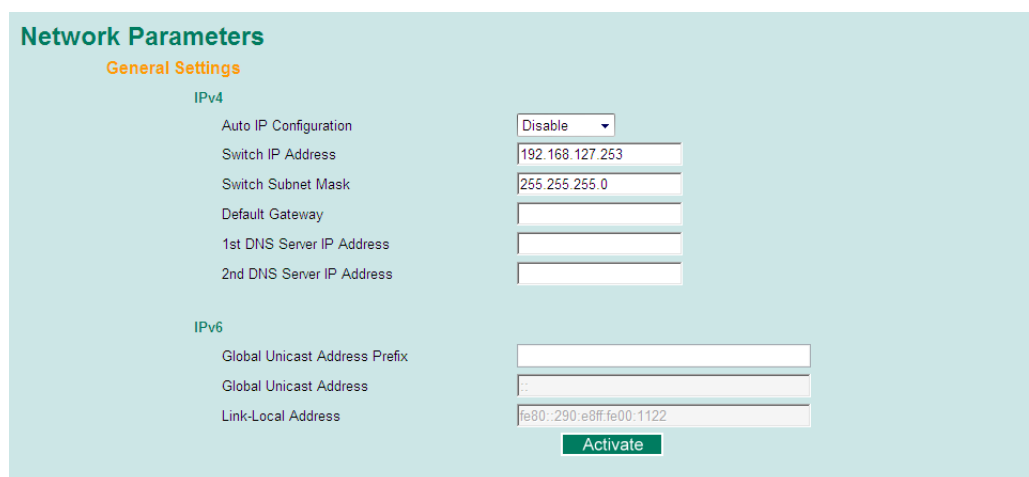 Network Parameters
General Settings
IPv4
Auto IP Configuration Disable
Switch IP Address 192.168.127.253
Switch Subnet Mask 255.255.255.0
Default Gateway
1st DNS Server IP Address
2nd DNS Server IP Address
IPv6
Global Unicast Address Prefix
Global Unicast Address ::
Link-Local Address fe80::290:e8ff:fe00:1122
Activate